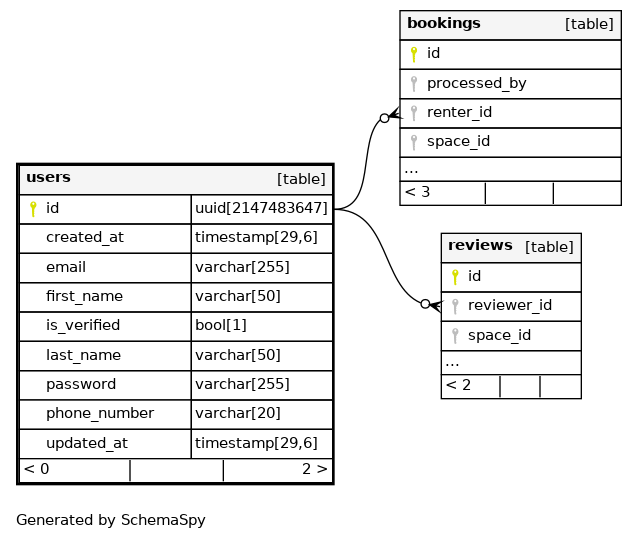 bookings [table]
id
processed_by
renter_id
space_id
...
< 3
users [table]
id uuid[2147483647]
created_at timestamp[29,6]
email varchar[255]
first_name varchar[50]
is_verified bool[1]
last_name varchar[50]
password varchar[255]
phone_number varchar[20]
updated_at timestamp[29,6]
< 0 2 >
reviews [table]
id
reviewer_id
space_id
...
< 2
Generated by SchemaSpy